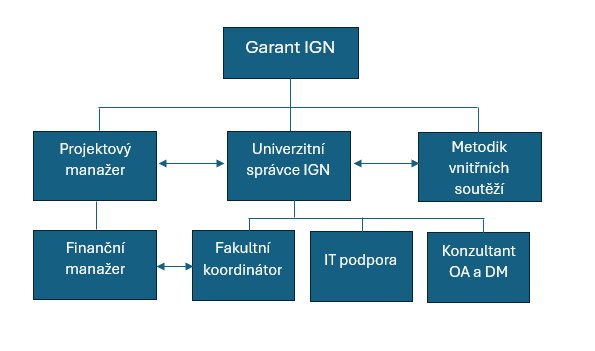 Garant IGN
Projektový
manažer
Univerzitní
správce IGN
Metodik
vnitřních
soutěží
Finanční
manažer
Fakultní
koordinátor
IT podpora
Konzultant
OA a DM